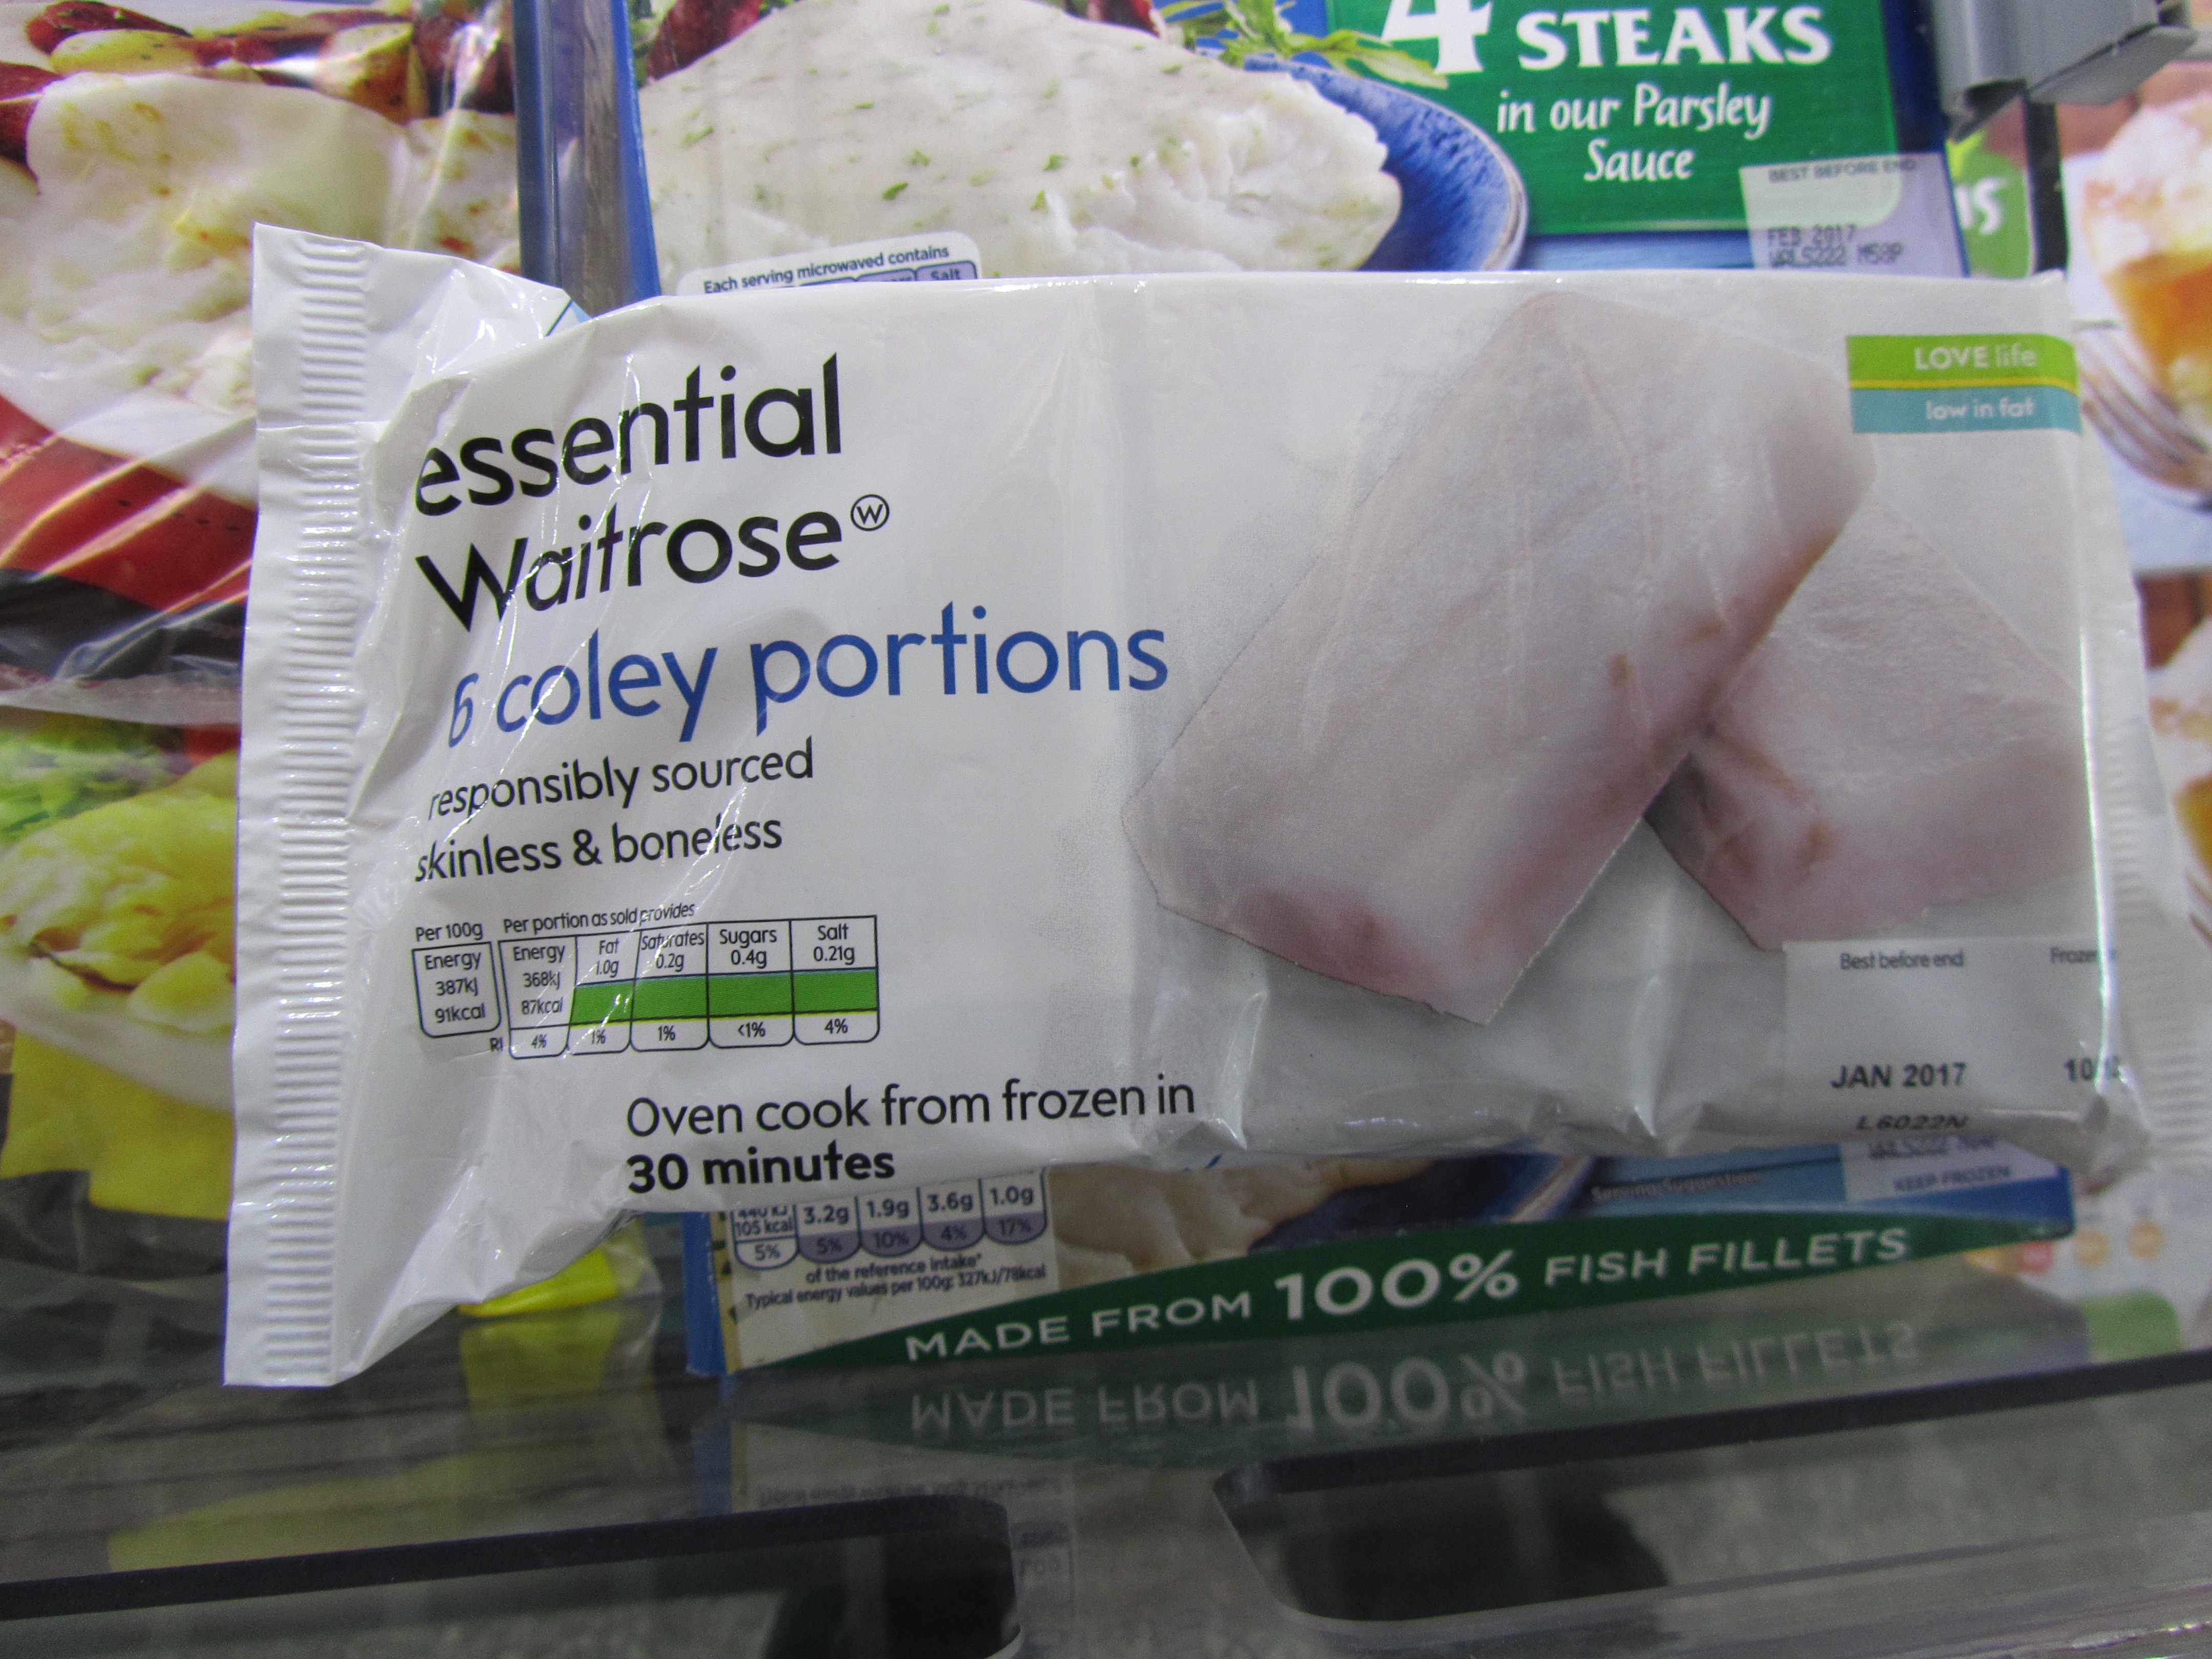 4 STEAKS
in our Parsley
Sauce
BEST BEFORE END
FEB 2017
Each serving microwaved contains
Salt
essential
Waitrose
6 coley portions
responsibly sourced
skinless & boneless
LOVE life
low in fat
Per 100g Per portion as sold provides
Energy Energy Fat Saturates Sugars Salt
387kJ 368kJ 1.0g 0.2g 0.4g 0.21g
91kcal 87kcal
RI 4% 1% 1% <1% 4%
Oven cook from frozen in
30 minutes
Best before end
JAN 2017
L6022N
KEEP FROZEN
Serving Suggestion
105 kcal 3.2g 1.9g 3.6g 1.0g
5% 5% 10% 4% 17%
of the reference intake*
Typical energy values per 100g: 327kJ/78kcal
MADE FROM 100% FISH FILLETS